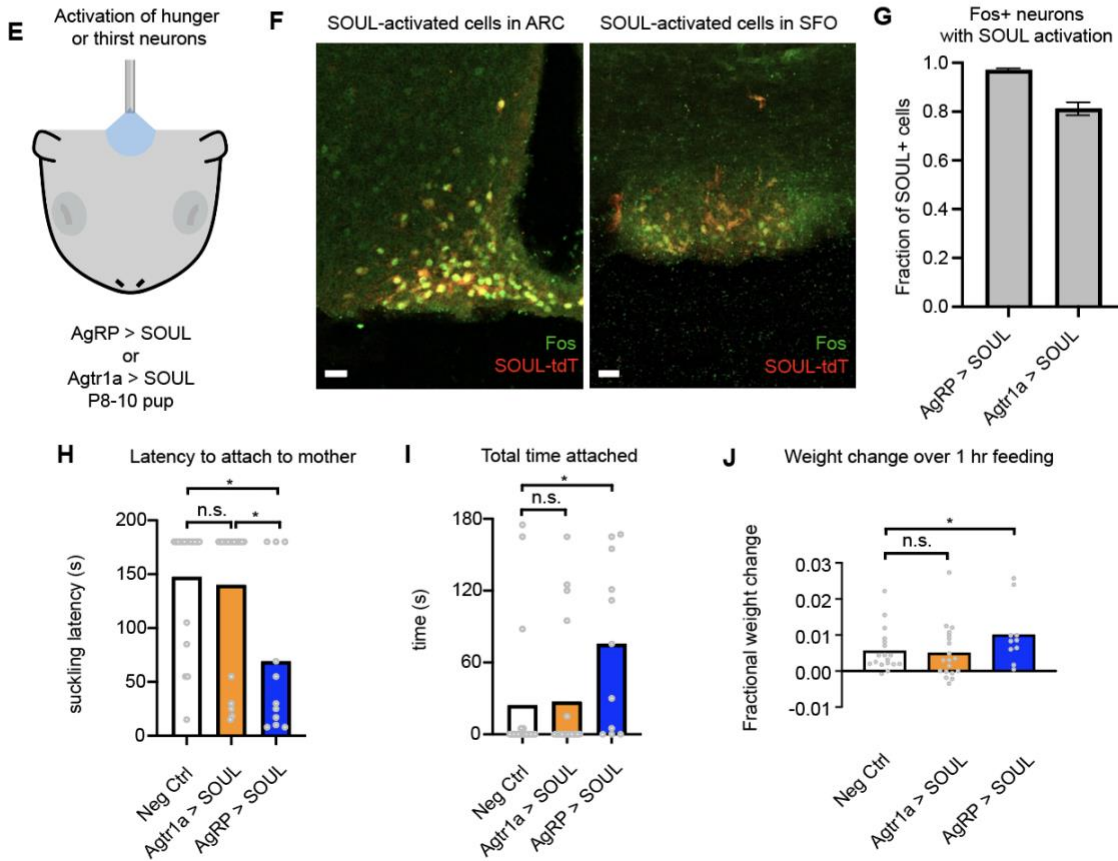 E
Activation of hunger
or thirst neurons
AgRP > SOUL
or
Agtr1a > SOUL
P8-10 pup
F
SOUL-activated cells in ARC
SOUL-activated cells in SFO
Fos
SOUL-tdT
Fos
SOUL-tdT
G
Fos+ neurons
with SOUL activation
Fraction of SOUL+ cells
1.0
0.8
0.6
0.4
0.2
0.0
AgRP > SOUL
Agtr1a > SOUL
H
Latency to attach to mother
*
n.s.
*
suckling latency (s)
200
150
100
50
0
Neg Ctrl
Agtr1a > SOUL
AgRP > SOUL
I
Total time attached
*
n.s.
time (s)
180
120
60
0
Neg Ctrl
Agtr1a > SOUL
AgRP > SOUL
J
Weight change over 1 hr feeding
*
n.s.
Fractional weight change
0.03
0.02
0.01
0.00
-0.01
Neg Ctrl
Agtr1a > SOUL
AgRP > SOUL